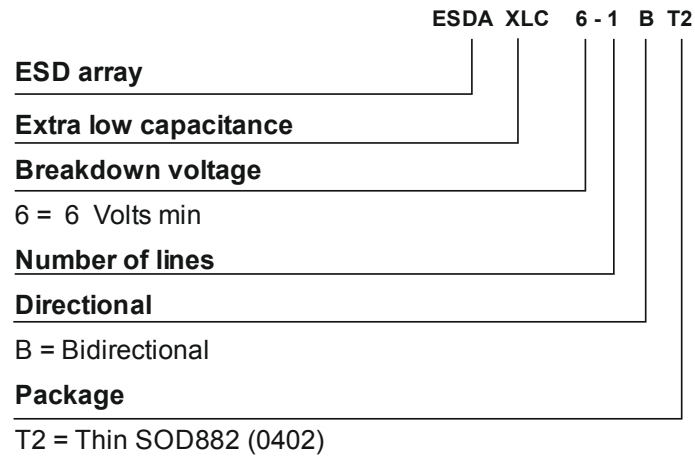 ESDA XLC 6 - 1 B T2
ESD array
Extra low capacitance
Breakdown voltage
6 = 6 Volts min
Number of lines
Directional
B = Bidirectional
Package
T2 = Thin SOD882 (0402)